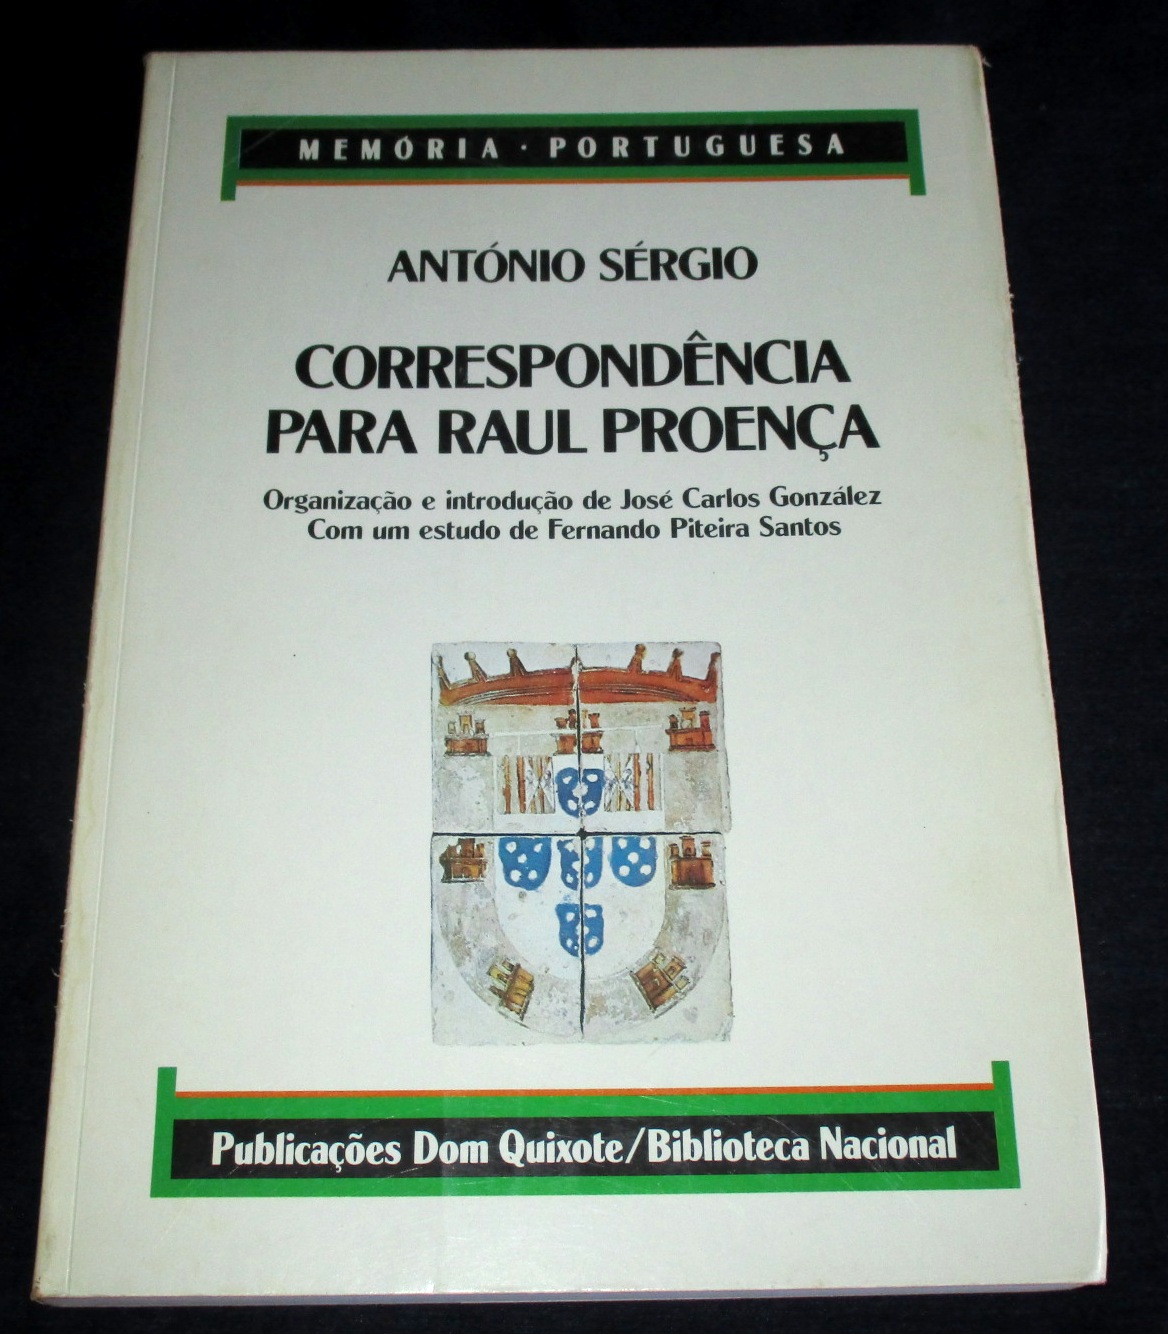 MEMÓRIA · PORTUGUESA
ANTÓNIO SÉRGIO
CORRESPONDÊNCIA
PARA RAUL PROENÇA
Organização e introdução de José Carlos González
Com um estudo de Fernando Piteira Santos
Publicações Dom Quixote/Biblioteca Nacional